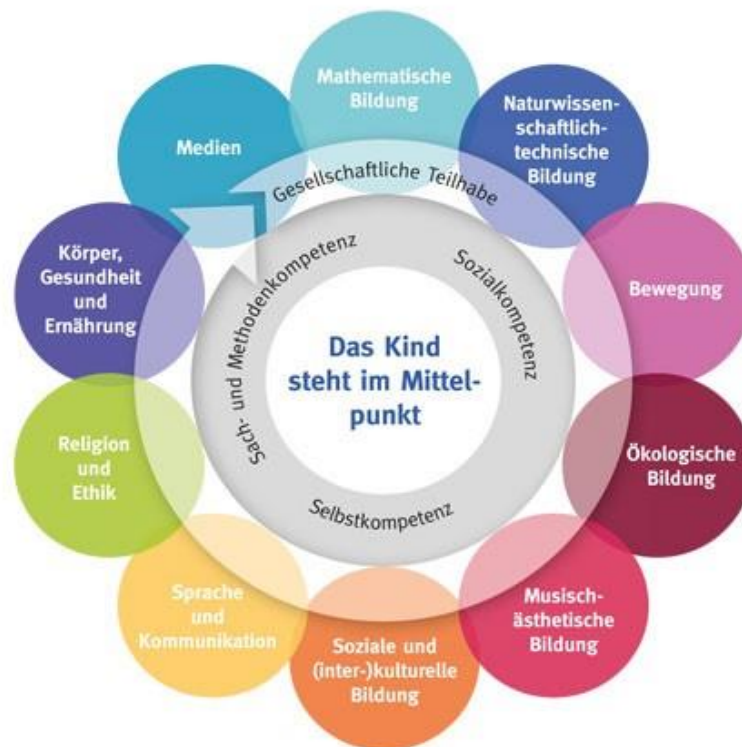 Mathematische
Bildung
Naturwissen-
schaftlich-
technische
Bildung
Bewegung
Ökologische
Bildung
Musisch-
ästhetische
Bildung
Soziale und
(inter-)kulturelle
Bildung
Sprache
und
Kommunikation
Religion
und
Ethik
Körper,
Gesundheit
und
Ernährung
Medien
Gesellschaftliche Teilhabe
Sach- und Methodenkompetenz
Sozialkompetenz
Selbstkompetenz
Das Kind
steht im Mittel-
punkt